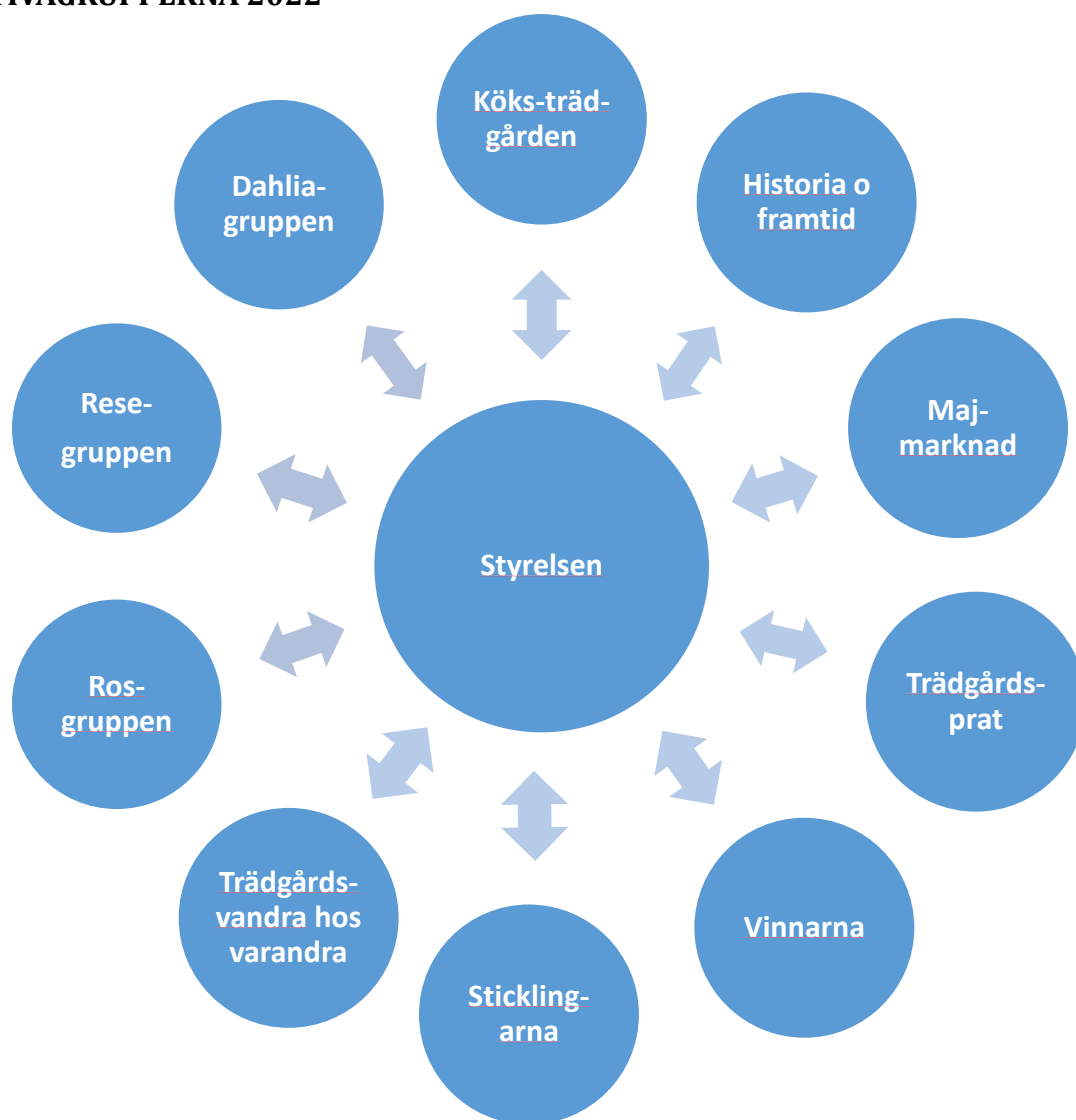 2022
Köks-träd-
gården
Historia o
framtid
Maj-
marknad
Trädgårds-
prat
Vinnarna
Stickling-
arna
Trädgårds-
vandra hos
varandra
Ros-
gruppen
Rese-
gruppen
Dahlia-
gruppen
Styrelsen